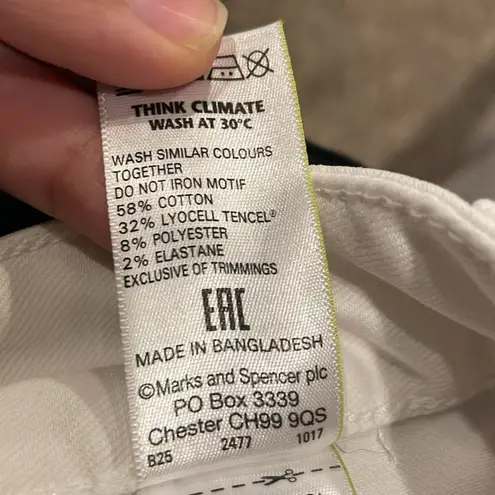 THINK CLIMATE
WASH AT 30°C
WASH SIMILAR COLOURS
TOGETHER
DO NOT IRON MOTIF
58% COTTON
32% LYOCELL TENCEL®
8% POLYESTER
2% ELASTANE
EXCLUSIVE OF TRIMMINGS
EAC
MADE IN BANGLADESH
©Marks and Spencer plc
PO Box 3339
Chester CH99 9QS
B25 2477 1017